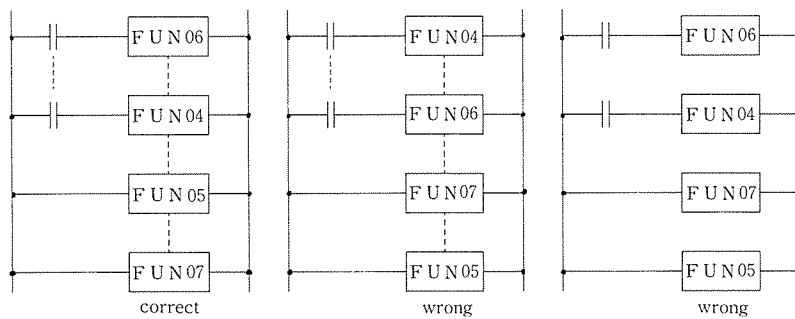 FUN06 FUN04 FUN06
FUN04 FUN06 FUN04
FUN05 FUN07 FUN07
FUN07 FUN05 FUN05
correct wrong wrong